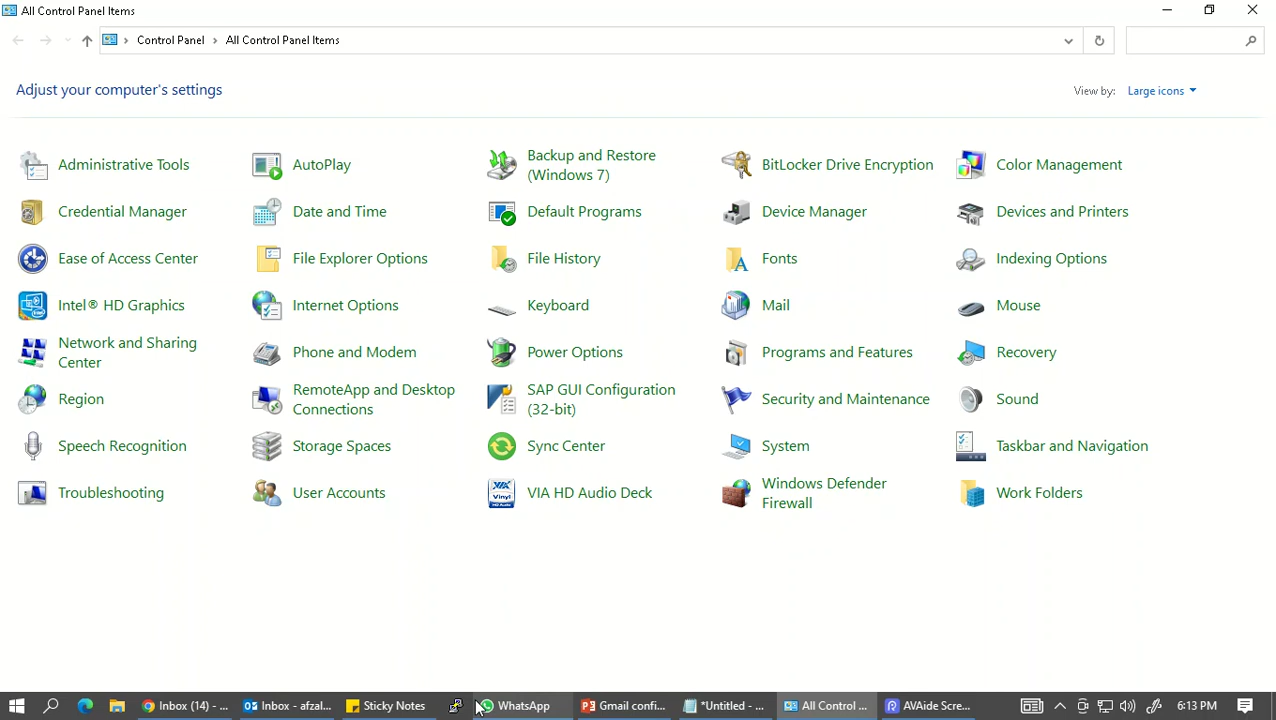 All Control Panel Items
Control Panel > All Control Panel Items
Adjust your computer's settings
View by: Large icons
Administrative Tools
AutoPlay
Backup and Restore
(Windows 7)
BitLocker Drive Encryption
Color Management
Credential Manager
Date and Time
Default Programs
Device Manager
Devices and Printers
Ease of Access Center
File Explorer Options
File History
Fonts
Indexing Options
Intel® HD Graphics
Internet Options
Keyboard
Mail
Mouse
Network and Sharing
Center
Phone and Modem
Power Options
Programs and Features
Recovery
Region
RemoteApp and Desktop
Connections
SAP GUI Configuration
(32-bit)
Security and Maintenance
Sound
Speech Recognition
Storage Spaces
Sync Center
System
Taskbar and Navigation
Troubleshooting
User Accounts
VIA HD Audio Deck
Windows Defender
Firewall
Work Folders
Inbox (14) - ...
Inbox - afzal...
Sticky Notes
WhatsApp
Gmail confi...
*Untitled - ...
All Control ...
AVAide Scre...
6:13 PM